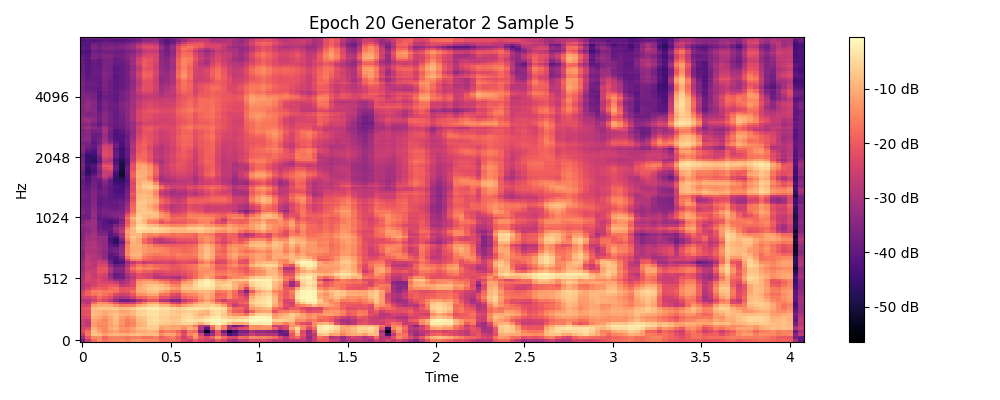 Epoch 20 Generator 2 Sample 5
Hz
4096
2048
1024
512
0
0 0.5 1 1.5 2 2.5 3 3.5 4
Time
-10 dB
-20 dB
-30 dB
-40 dB
-50 dB